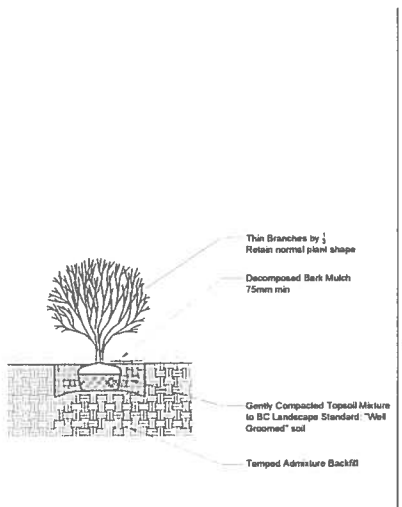 Thin Branches by ⅓
Retain normal plant shape
Decomposed Bark Mulch
75mm min
Gently Compacted Topsoil Mixture
to BC Landscape Standard: "Well
Groomed" soil
Tamped Admixture Backfill